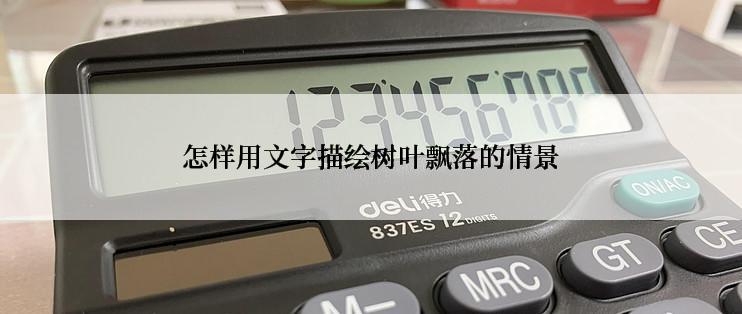 123456789
怎样用文字描绘树叶飘落的情景
deli得力
837ES 12 DIGITS
ON/AC
CE
GT
MRC
M−